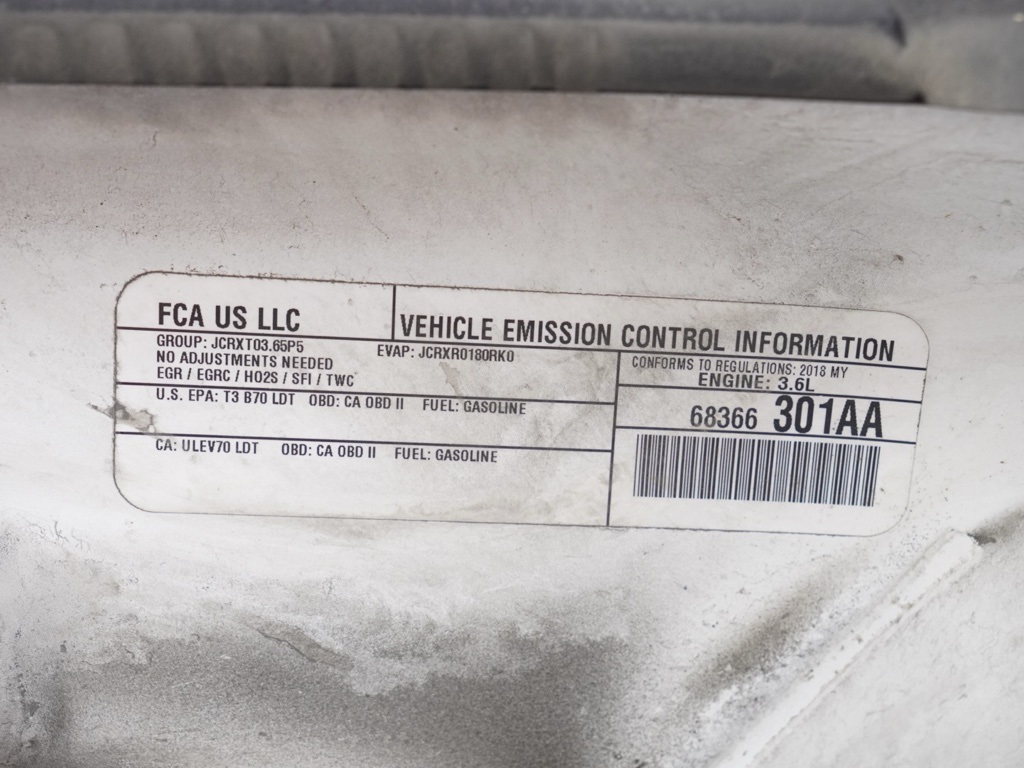 FCA US LLC
VEHICLE EMISSION CONTROL INFORMATION
GROUP: JCRXT03.65P5
EVAP: JCRXR0180RK0
NO ADJUSTMENTS NEEDED
EGR / EGRC / HO2S / SFI / TWC
CONFORMS TO REGULATIONS: 2018 MY
ENGINE: 3.6L
U.S. EPA: T3 B70 LDT OBD: CA OBD II FUEL: GASOLINE
68366 301AA
CA: ULEV70 LDT OBD: CA OBD II FUEL: GASOLINE